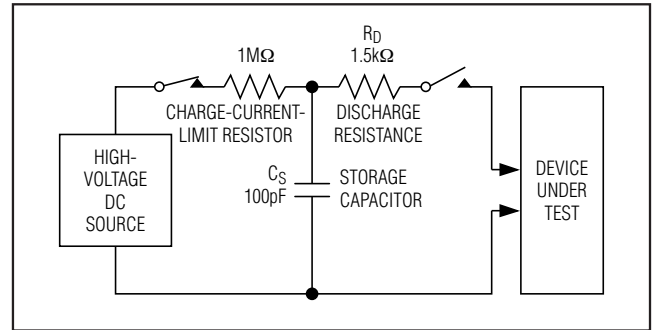 1MΩ
R_D
1.5kΩ
CHARGE-CURRENT-
LIMIT RESISTOR
DISCHARGE
RESISTANCE
HIGH-
VOLTAGE
DC
SOURCE
C_S
100pF
STORAGE
CAPACITOR
DEVICE
UNDER
TEST